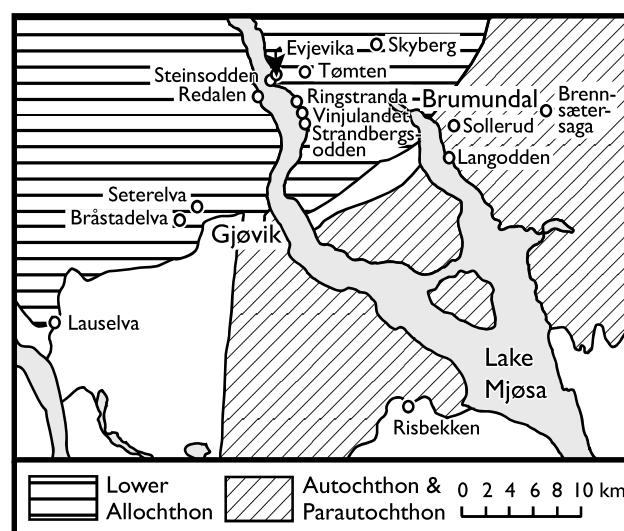 Evjevika
Skyberg
Steinsodden
Tømten
Redalen
Ringstranda
Brumundal
Brenn-
sæter-
saga
Vinjulandet
Sollerud
Strandbergs
odden
Langodden
Seterelva
Bråstadelva
Gjøvik
Lauselva
Lake
Mjøsa
Risbekken
Lower
Allochthon
Autochthon &
Parautochthon
0 2 4 6 8 10 km